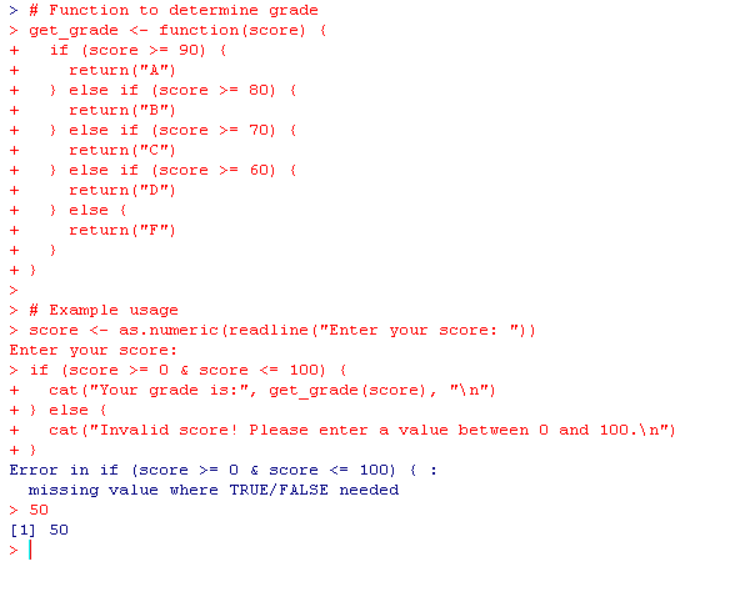 > # Function to determine grade
> get_grade <- function(score) {
+   if (score >= 90) {
+     return("A")
+   } else if (score >= 80) {
+     return("B")
+   } else if (score >= 70) {
+     return("C")
+   } else if (score >= 60) {
+     return("D")
+   } else {
+     return("F")
+   }
+ }
>
> # Example usage
> score <- as.numeric(readline("Enter your score: "))
Enter your score:
> if (score >= 0 & score <= 100) {
+   cat("Your grade is:", get_grade(score), "\n")
+ } else {
+   cat("Invalid score! Please enter a value between 0 and 100.\n")
+ }
Error in if (score >= 0 & score <= 100) { :
  missing value where TRUE/FALSE needed
> 50
[1] 50
>